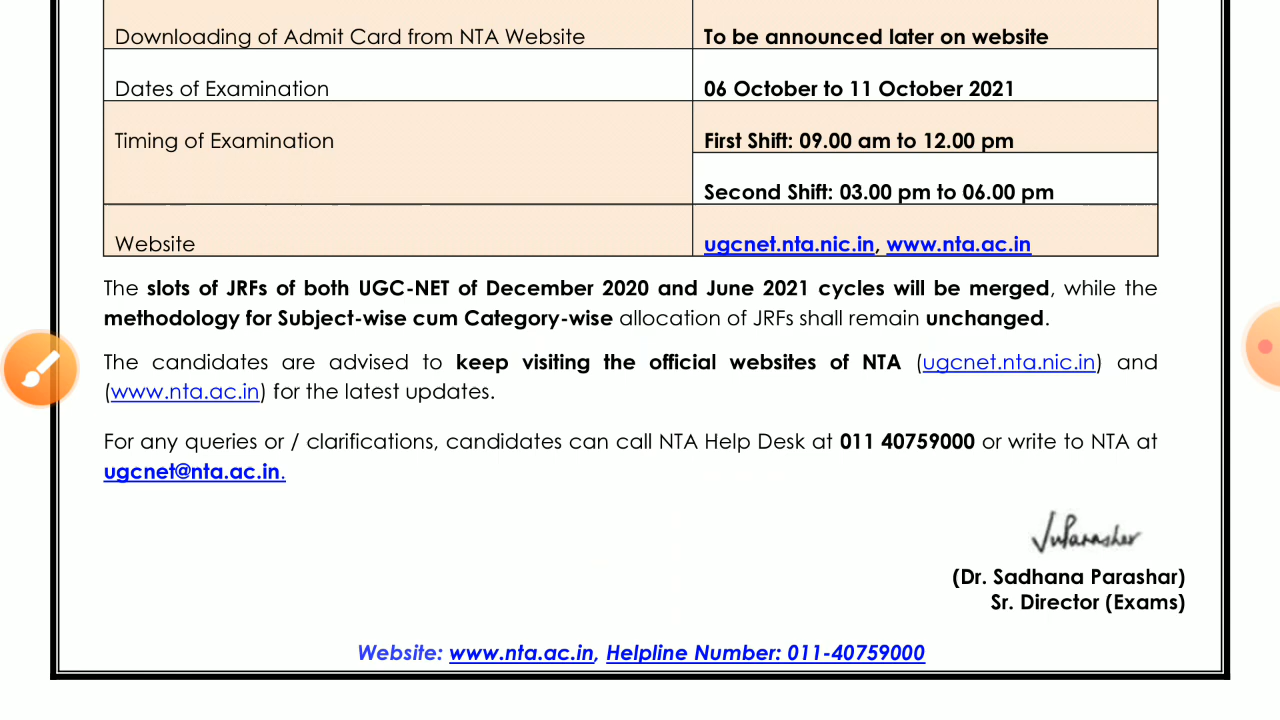 Downloading of Admit Card from NTA Website To be announced later on website
Dates of Examination 06 October to 11 October 2021
Timing of Examination First Shift: 09.00 am to 12.00 pm
Second Shift: 03.00 pm to 06.00 pm
Website ugcnet.nta.nic.in, www.nta.ac.in
The slots of JRFs of both UGC-NET of December 2020 and June 2021 cycles will be merged, while the
methodology for Subject-wise cum Category-wise allocation of JRFs shall remain unchanged.
The candidates are advised to keep visiting the official websites of NTA (ugcnet.nta.nic.in) and
(www.nta.ac.in) for the latest updates.
For any queries or / clarifications, candidates can call NTA Help Desk at 011 40759000 or write to NTA at
ugcnet@nta.ac.in.
(Dr. Sadhana Parashar)
Sr. Director (Exams)
Website: www.nta.ac.in, Helpline Number: 011-40759000